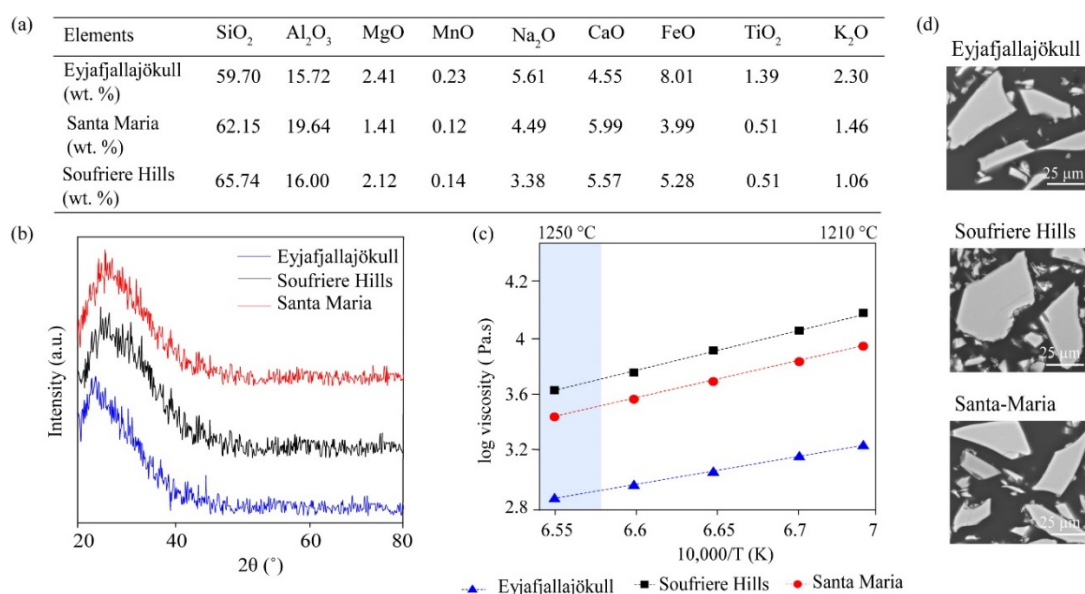 (a)
Elements SiO₂ Al₂O₃ MgO MnO Na₂O CaO FeO TiO₂ K₂O
Eyjafjallajökull
(wt. %) 59.70 15.72 2.41 0.23 5.61 4.55 8.01 1.39 2.30
Santa Maria
(wt. %) 62.15 19.64 1.41 0.12 4.49 5.99 3.99 0.51 1.46
Soufriere Hills
(wt. %) 65.74 16.00 2.12 0.14 3.38 5.57 5.28 0.51 1.06
(b)
Eyjafjallajökull
Soufriere Hills
Santa Maria
Intensity (a.u.)
20 40 60 80
2θ (˚)
(c)
1250 °C 1210 °C
log viscosity ( Pa.s)
4.2
4
3.6
3.2
2.8
6.55 6.6 6.65 6.7 7
10,000/T (K)
Eyjafjallajökull Soufriere Hills Santa Maria
(d)
Eyjafjallajökull
25 µm
Soufriere Hills
25 µm
Santa-Maria
25 µm